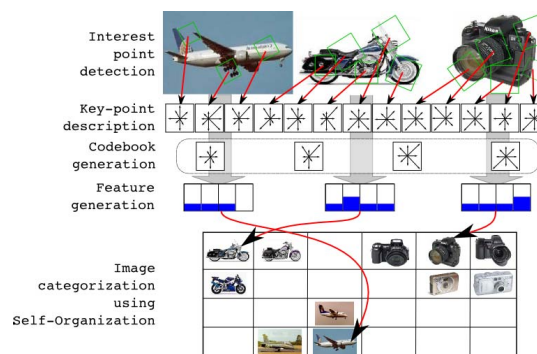 Interest
point
detection
Key-point
description
Codebook
generation
Feature
generation
Image
categorization
using
Self-Organization